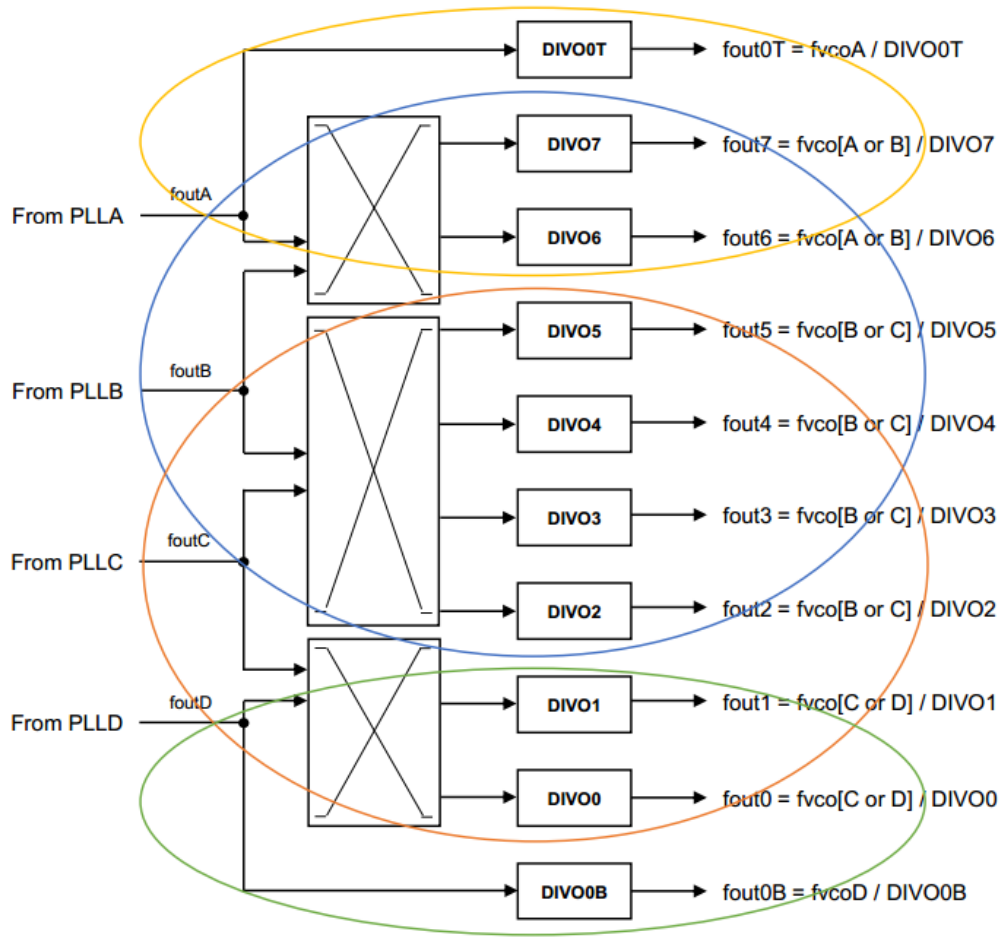 DIVO0T
fout0T = fvcoA / DIVO0T
DIVO7
fout7 = fvco[A or B] / DIVO7
foutA
From PLLA
DIVO6
fout6 = fvco[A or B] / DIVO6
DIVO5
fout5 = fvco[B or C] / DIVO5
foutB
From PLLB
DIVO4
fout4 = fvco[B or C] / DIVO4
DIVO3
fout3 = fvco[B or C] / DIVO3
foutC
From PLLC
DIVO2
fout2 = fvco[B or C] / DIVO2
DIVO1
fout1 = fvco[C or D] / DIVO1
foutD
From PLLD
DIVO0
fout0 = fvco[C or D] / DIVO0
DIVO0B
fout0B = fvcoD / DIVO0B